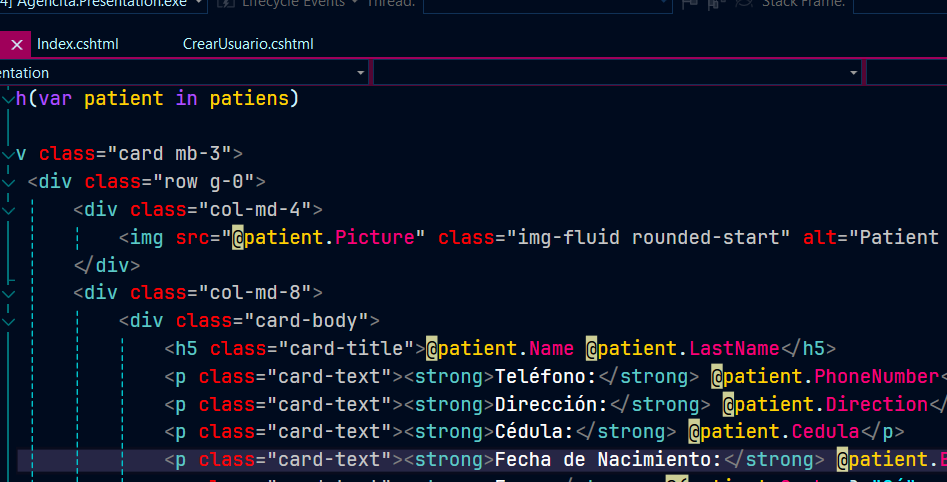 4] Agencita.Presentation.exe Lifecycle Events Thread: Stack Frame:
Index.cshtml CrearUsuario.cshtml
entation
h(var patient in patiens)
v class="card mb-3">
<div class="row g-0">
<div class="col-md-4">
<img src="@patient.Picture" class="img-fluid rounded-start" alt="Patient
</div>
<div class="col-md-8">
<div class="card-body">
<h5 class="card-title">@patient.Name @patient.LastName</h5>
<p class="card-text"><strong>Teléfono:</strong> @patient.PhoneNumber<
<p class="card-text"><strong>Dirección:</strong> @patient.Direction</
<p class="card-text"><strong>Cédula:</strong> @patient.Cedula</p>
<p class="card-text"><strong>Fecha de Nacimiento:</strong> @patient.